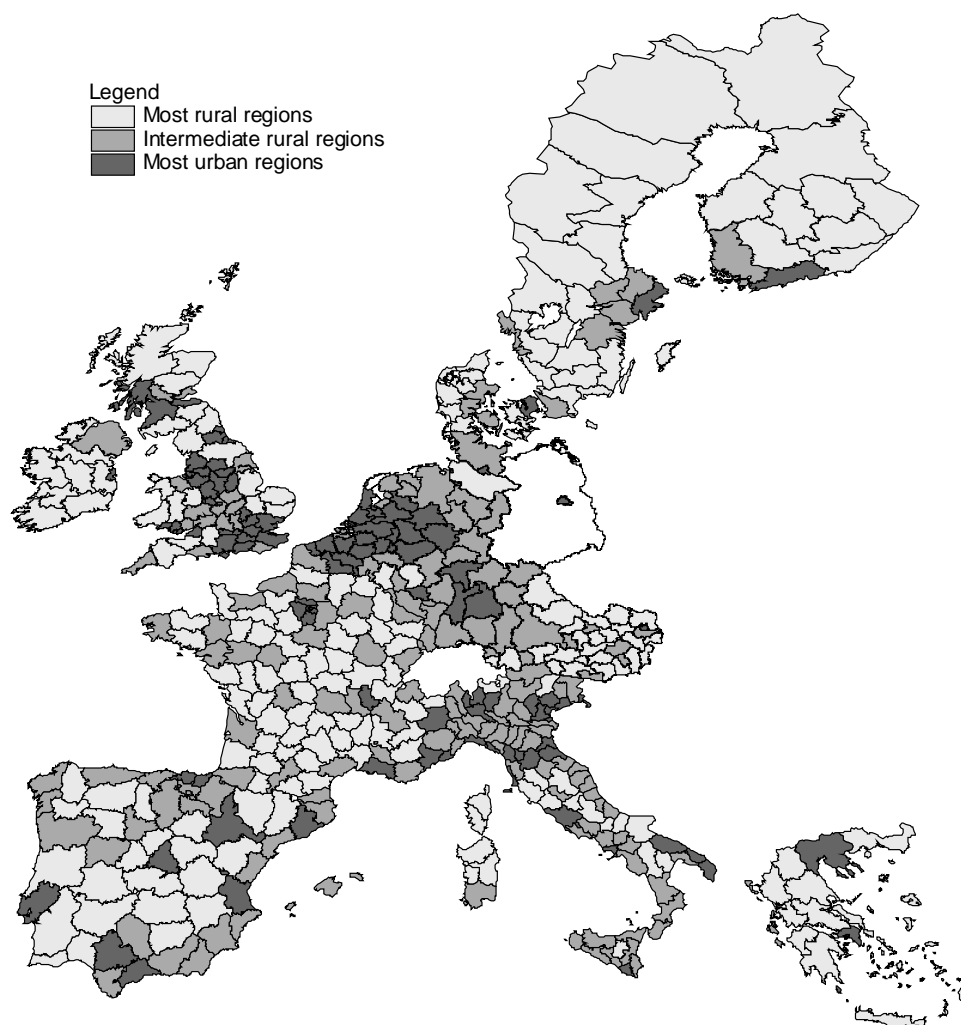 Legend
Most rural regions
Intermediate rural regions
Most urban regions